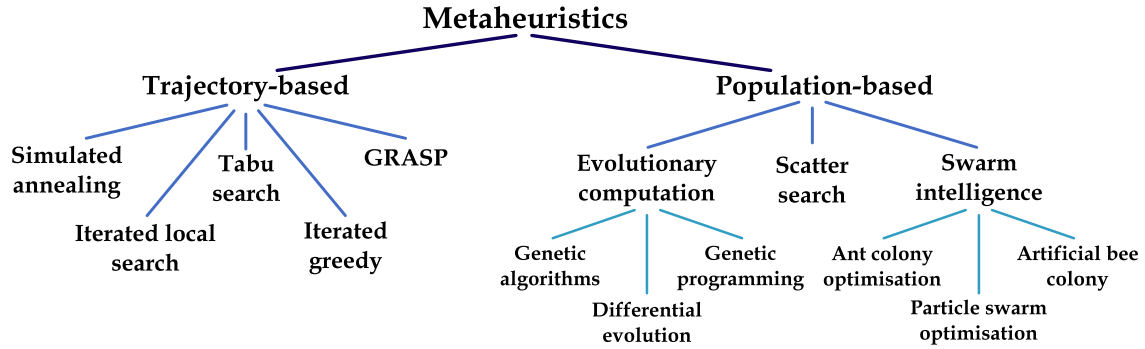 Metaheuristics
Trajectory-based
Population-based
Simulated
annealing
Iterated local
search
Tabu
search
Iterated
greedy
GRASP
Evolutionary
computation
Scatter
search
Swarm
intelligence
Genetic
algorithms
Differential
evolution
Genetic
programming
Ant colony
optimisation
Particle swarm
optimisation
Artificial bee
colony